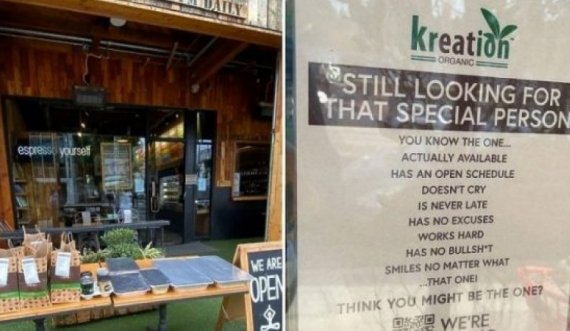 DAILY
espresso yourself
WE ARE
OPEN
kreation
ORGANIC
STILL LOOKING FOR
THAT SPECIAL PERSON
YOU KNOW THE ONE...
ACTUALLY AVAILABLE
HAS AN OPEN SCHEDULE
DOESN'T CRY
IS NEVER LATE
HAS NO EXCUSES
WORKS HARD
HAS NO BULLSH*T
SMILES NO MATTER WHAT
...THAT ONE!
THINK YOU MIGHT BE THE ONE?
WE'RE